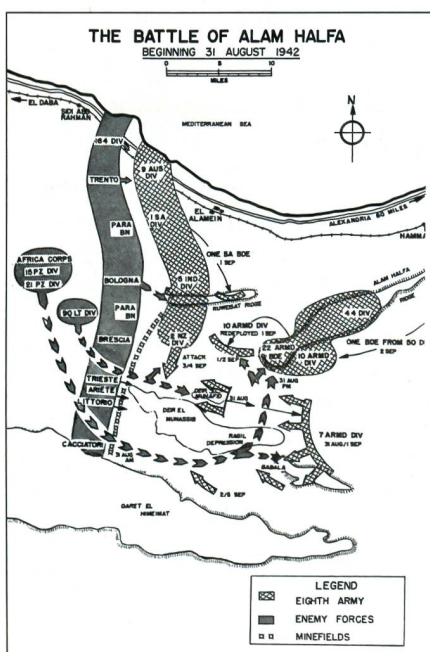 THE BATTLE OF ALAM HALFA
BEGINNING 31 AUGUST 1942
0 5 10
MILES
N
EL DABA
SIDI ABD
RAHMAN
MEDITERRANEAN SEA
164 DIV
9 AUS
DIV
TRENTO
ALEXANDRIA 60 MILES
EL
ALAMEIN
HAMMA
1 SA
DIV
PARA
BN
ONE SA BDE
1 SEP
AFRICA CORPS
15 PZ DIV
21 PZ DIV
5 IND
DIV
BOLOGNA
RUWEISAT RIDGE
ALAM HALFA
RIDGE
90 LT DIV
PARA
BN
10 ARMD DIV
REDEPLOYED 1 SEP
44 DIV
BRESCIA
NZ
DIV
22 ARMD
BDE
10 ARMD
DIV
ONE BDE FROM 50 D
2 SEP
ATTACK
3/4 SEP
1/2 SEP
31 AUG
PM
TRIESTE
ARIETE
LITTORIO
DEIR
MUNAFID
31 AUG
DEIR EL
MUNASSIB
RAGIL
DEPRESSION
7 ARMD DIV
31 AUG/1 SEP
CACCIATORI
31 AUG
AM
GABALA
2/5 SEP
QARET EL
HIMEIMAT
LEGEND
EIGHTH ARMY
ENEMY FORCES
MINEFIELDS